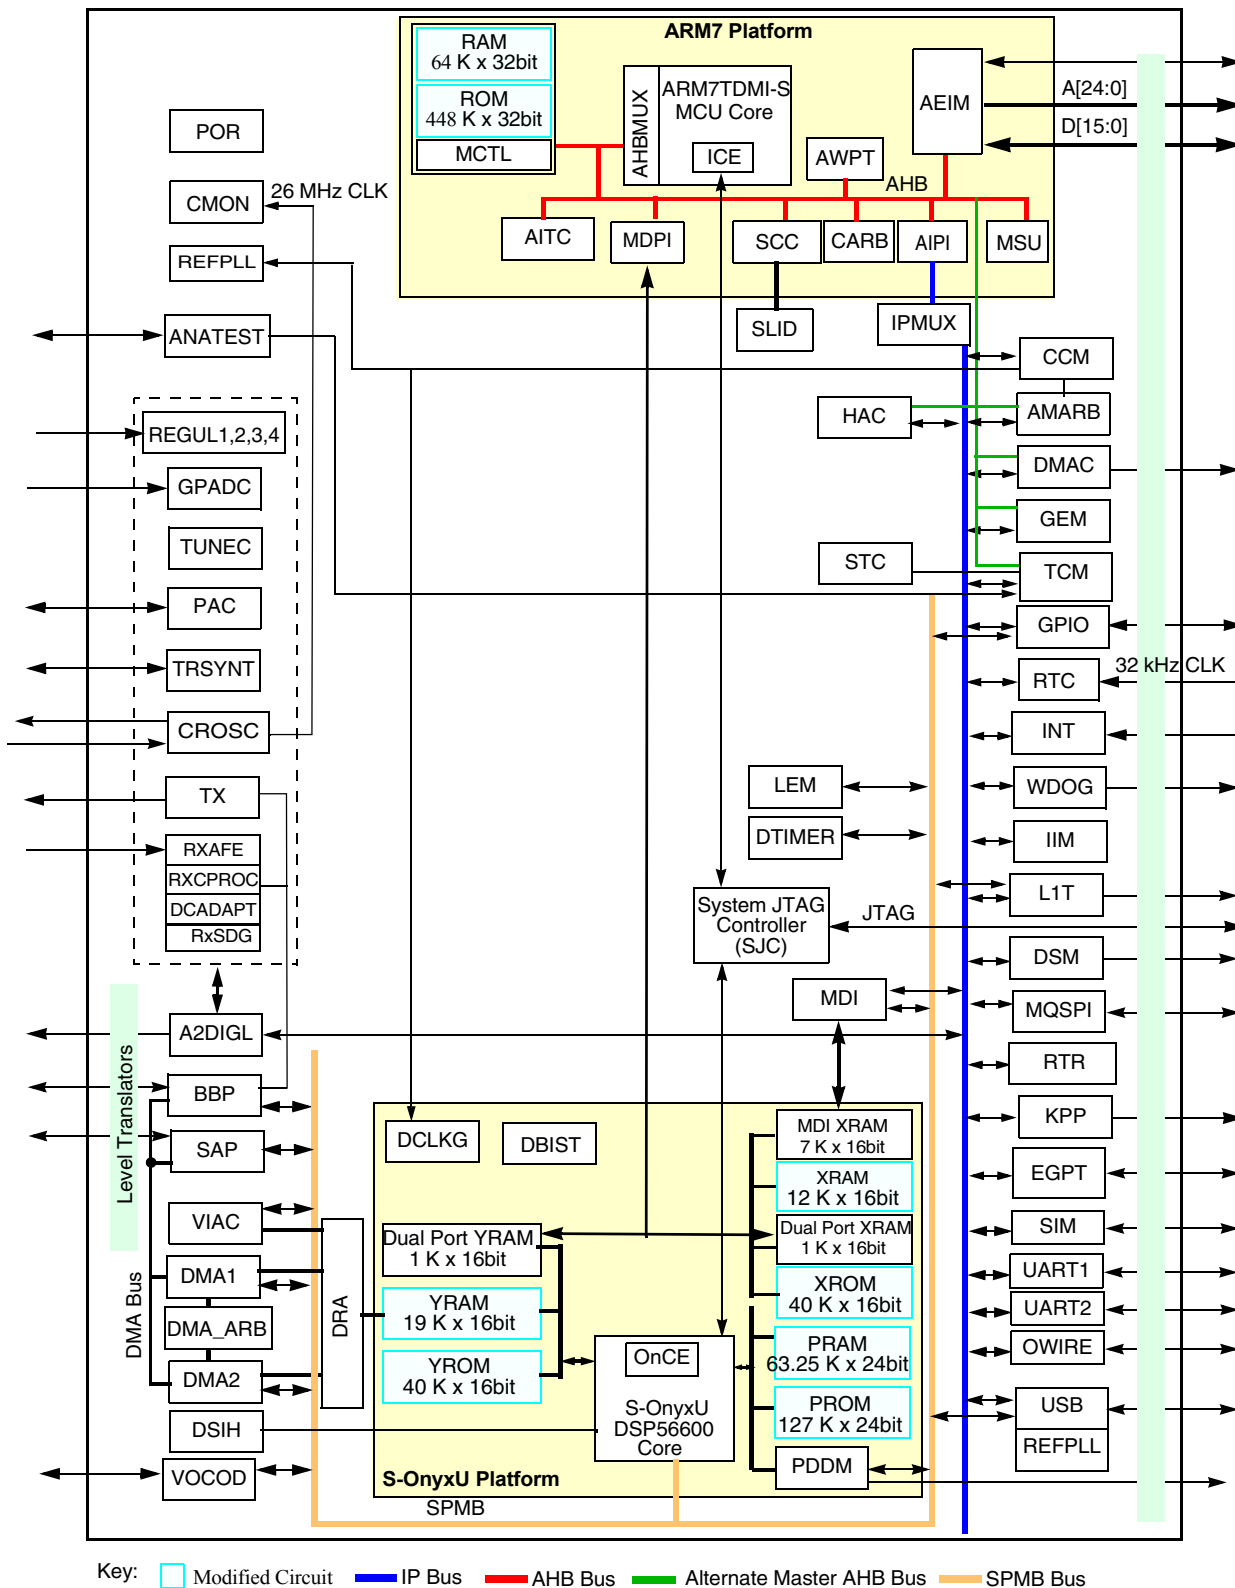 ARM7 Platform
RAM
64 K x 32bit
ROM
448 K x 32bit
MCTL
AHBMUX
ARM7TDMI-S
MCU Core
ICE
AWPT
AEIM
A[24:0]
D[15:0]
AHB
AITC
MDPI
SCC
CARB
AIPI
MSU
SLID
IPMUX
POR
CMON
26 MHz CLK
REFPLL
ANATEST
REGUL1,2,3,4
GPADC
TUNEC
PAC
TRSYNT
CROSC
TX
RXAFE
RXCPROC
DCADAPT
RxSDG
A2DIGL
BBP
SAP
VIAC
DMA1
DMA_ARB
DMA2
DSIH
VOCOD
Level Translators
DMA Bus
DRA
HAC
STC
LEM
DTIMER
System JTAG
Controller
(SJC)
JTAG
MDI
CCM
AMARB
DMAC
GEM
TCM
GPIO
32 kHz CLK
RTC
INT
WDOG
IIM
L1T
DSM
MQSPI
RTR
KPP
EGPT
SIM
UART1
UART2
OWIRE
USB
REFPLL
DCLKG
DBIST
MDI XRAM
7 K x 16bit
XRAM
12 K x 16bit
Dual Port YRAM
1 K x 16bit
Dual Port XRAM
1 K x 16bit
YRAM
19 K x 16bit
XROM
40 K x 16bit
YROM
40 K x 16bit
OnCE
S-OnyxU
DSP56600
Core
PRAM
63.25 K x 24bit
PROM
127 K x 24bit
PDDM
S-OnyxU Platform
SPMB
Key:
Modified Circuit
IP Bus
AHB Bus
Alternate Master AHB Bus
SPMB Bus